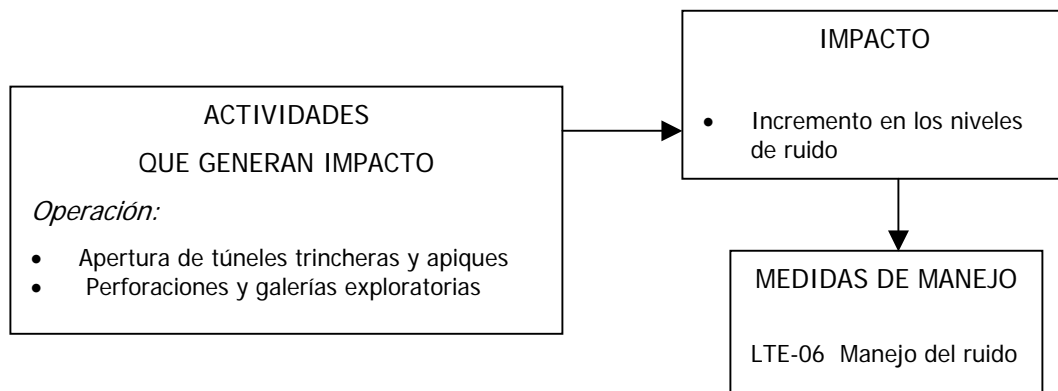 ACTIVIDADES
QUE GENERAN IMPACTO
Operación:
• Apertura de túneles trincheras y apiques
• Perforaciones y galerías exploratorias
IMPACTO
• Incremento en los niveles
de ruido
MEDIDAS DE MANEJO
LTE-06 Manejo del ruido